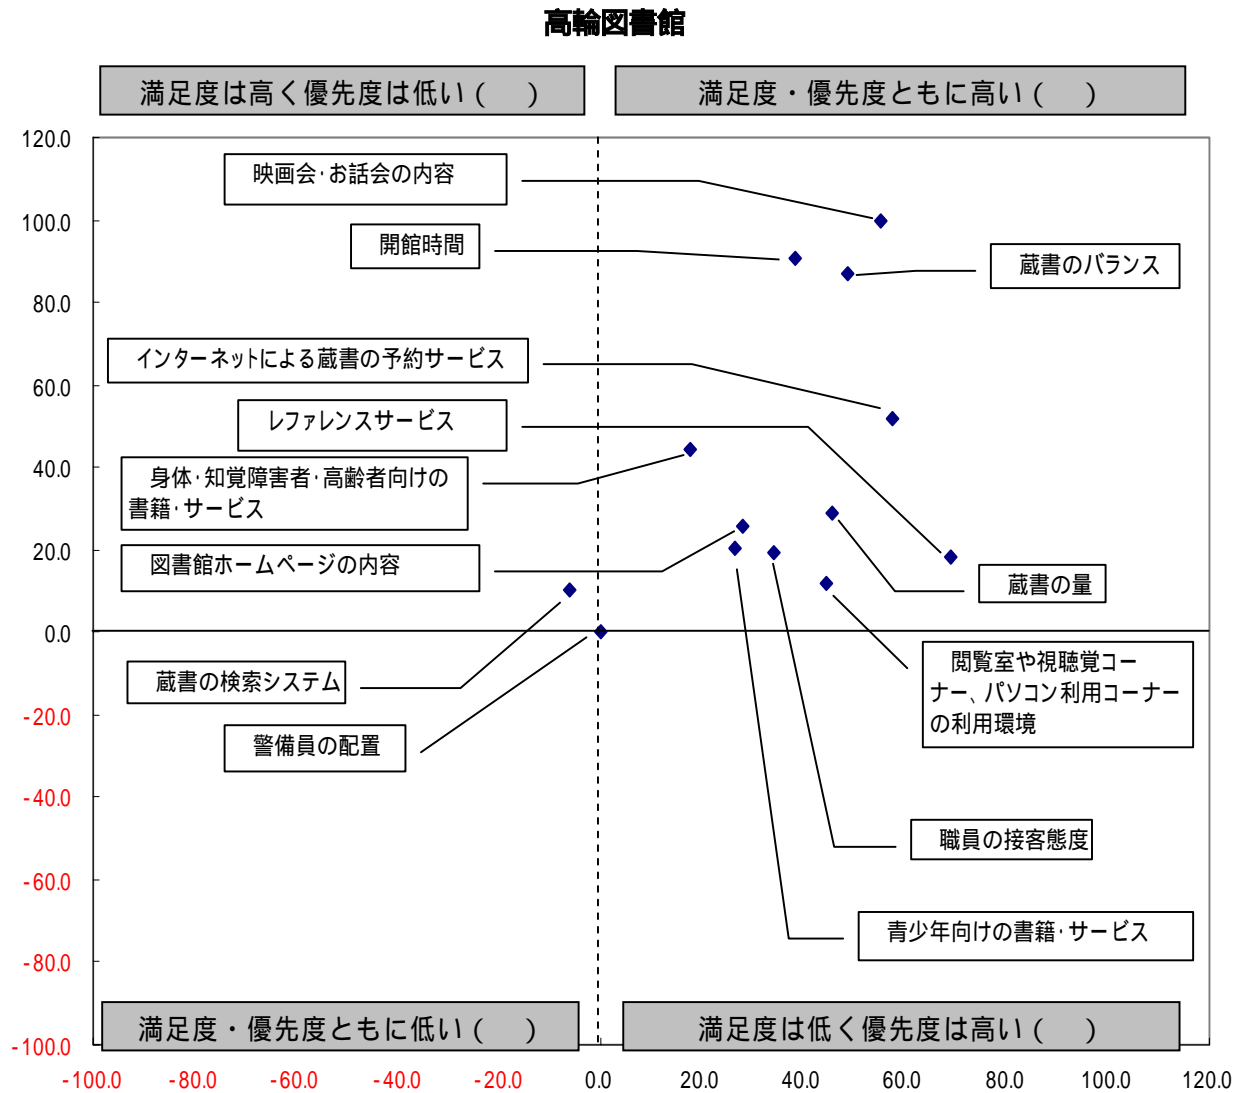 高輪図書館
満足度は高く優先度は低い(　)
満足度・優先度ともに高い(　)
120.0
100.0
80.0
60.0
40.0
20.0
0.0
-20.0
-40.0
-60.0
-80.0
-100.0
映画会・お話会の内容
開館時間
蔵書のバランス
インターネットによる蔵書の予約サービス
レファレンスサービス
身体・知覚障害者・高齢者向けの
書籍・サービス
図書館ホームページの内容
蔵書の量
蔵書の検索システム
警備員の配置
閲覧室や視聴覚コー
ナー、パソコン利用コーナー
の利用環境
職員の接客態度
青少年向けの書籍・サービス
満足度・優先度ともに低い(　)
満足度は低く優先度は高い(　)
-100.0
-80.0
-60.0
-40.0
-20.0
0.0
20.0
40.0
60.0
80.0
100.0
120.0